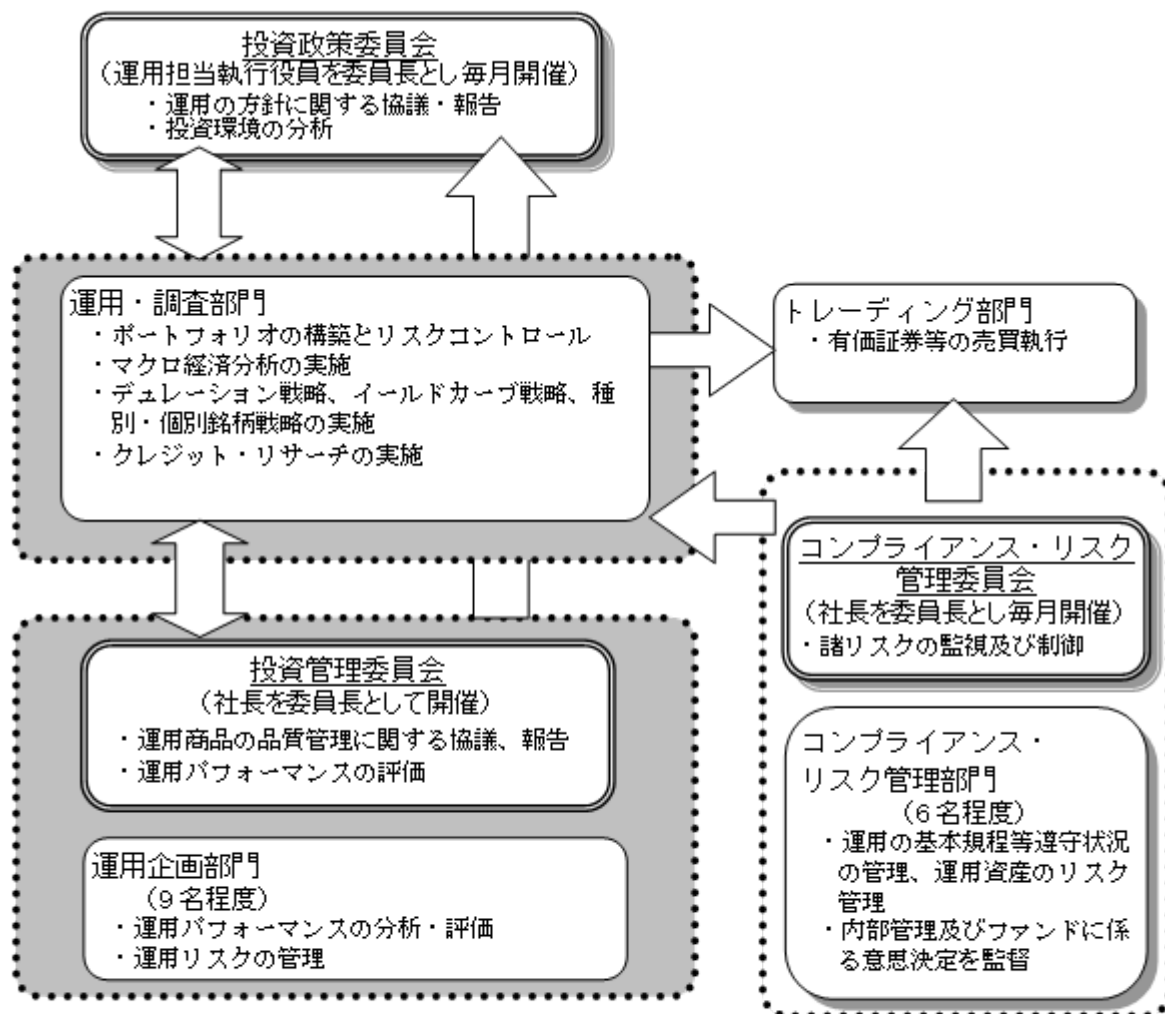 投資政策委員会
（運用担当執行役員を委員長とし毎月開催）
・運用の方針に関する協議・報告
・投資環境の分析
運用・調査部門
・ポートフォリオの構築とリスクコントロール
・マクロ経済分析の実施
・デュレーション戦略、イールドカーブ戦略、種
別・個別銘柄戦略の実施
・クレジット・リサーチの実施
トレーディング部門
・有価証券等の売買執行
コンプライアンス・リスク
管理委員会
（社長を委員長とし毎月開催）
・諸リスクの監視及び制御
投資管理委員会
（社長を委員長として開催）
・運用商品の品質管理に関する協議、報告
・運用パフォーマンスの評価
運用企画部門
（９名程度）
・運用パフォーマンスの分析・評価
・運用リスクの管理
コンプライアンス・
リスク管理部門
（６名程度）
・運用の基本規程等遵守状況
の管理、運用資産のリスク
管理
・内部管理及びファンドに係
る意思決定を監督